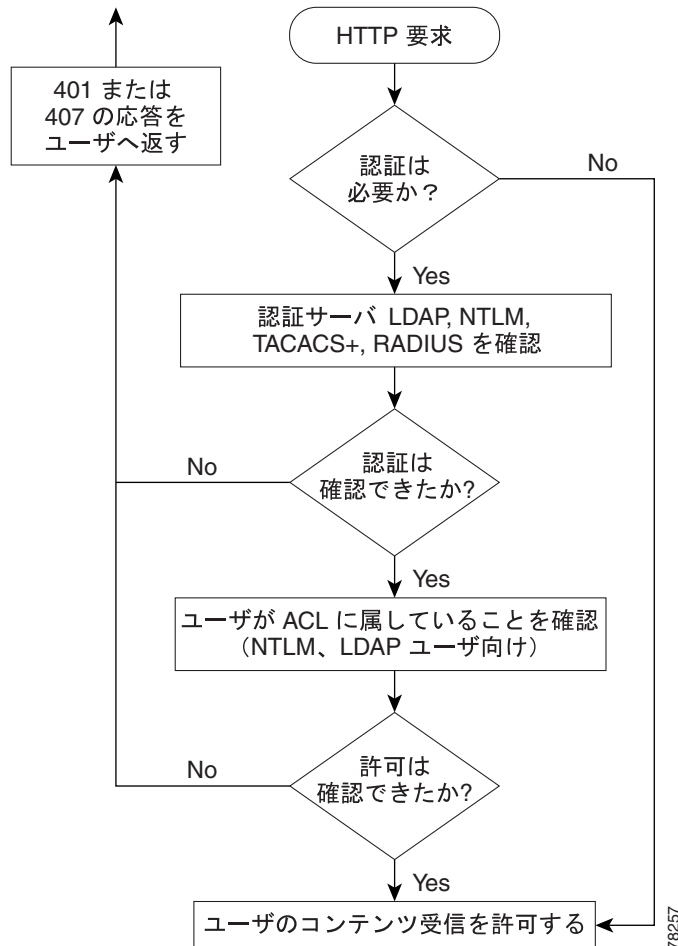 HTTP 要求
401 または
407 の応答を
ユーザへ返す
認証は
必要か？
No
Yes
認証サーバ LDAP, NTLM,
TACACS+, RADIUS を確認
認証は
確認できたか?
No
Yes
ユーザが ACL に属していることを確認
（NTLM、LDAP ユーザ向け）
許可は
確認できたか?
No
Yes
ユーザのコンテンツ受信を許可する
78257